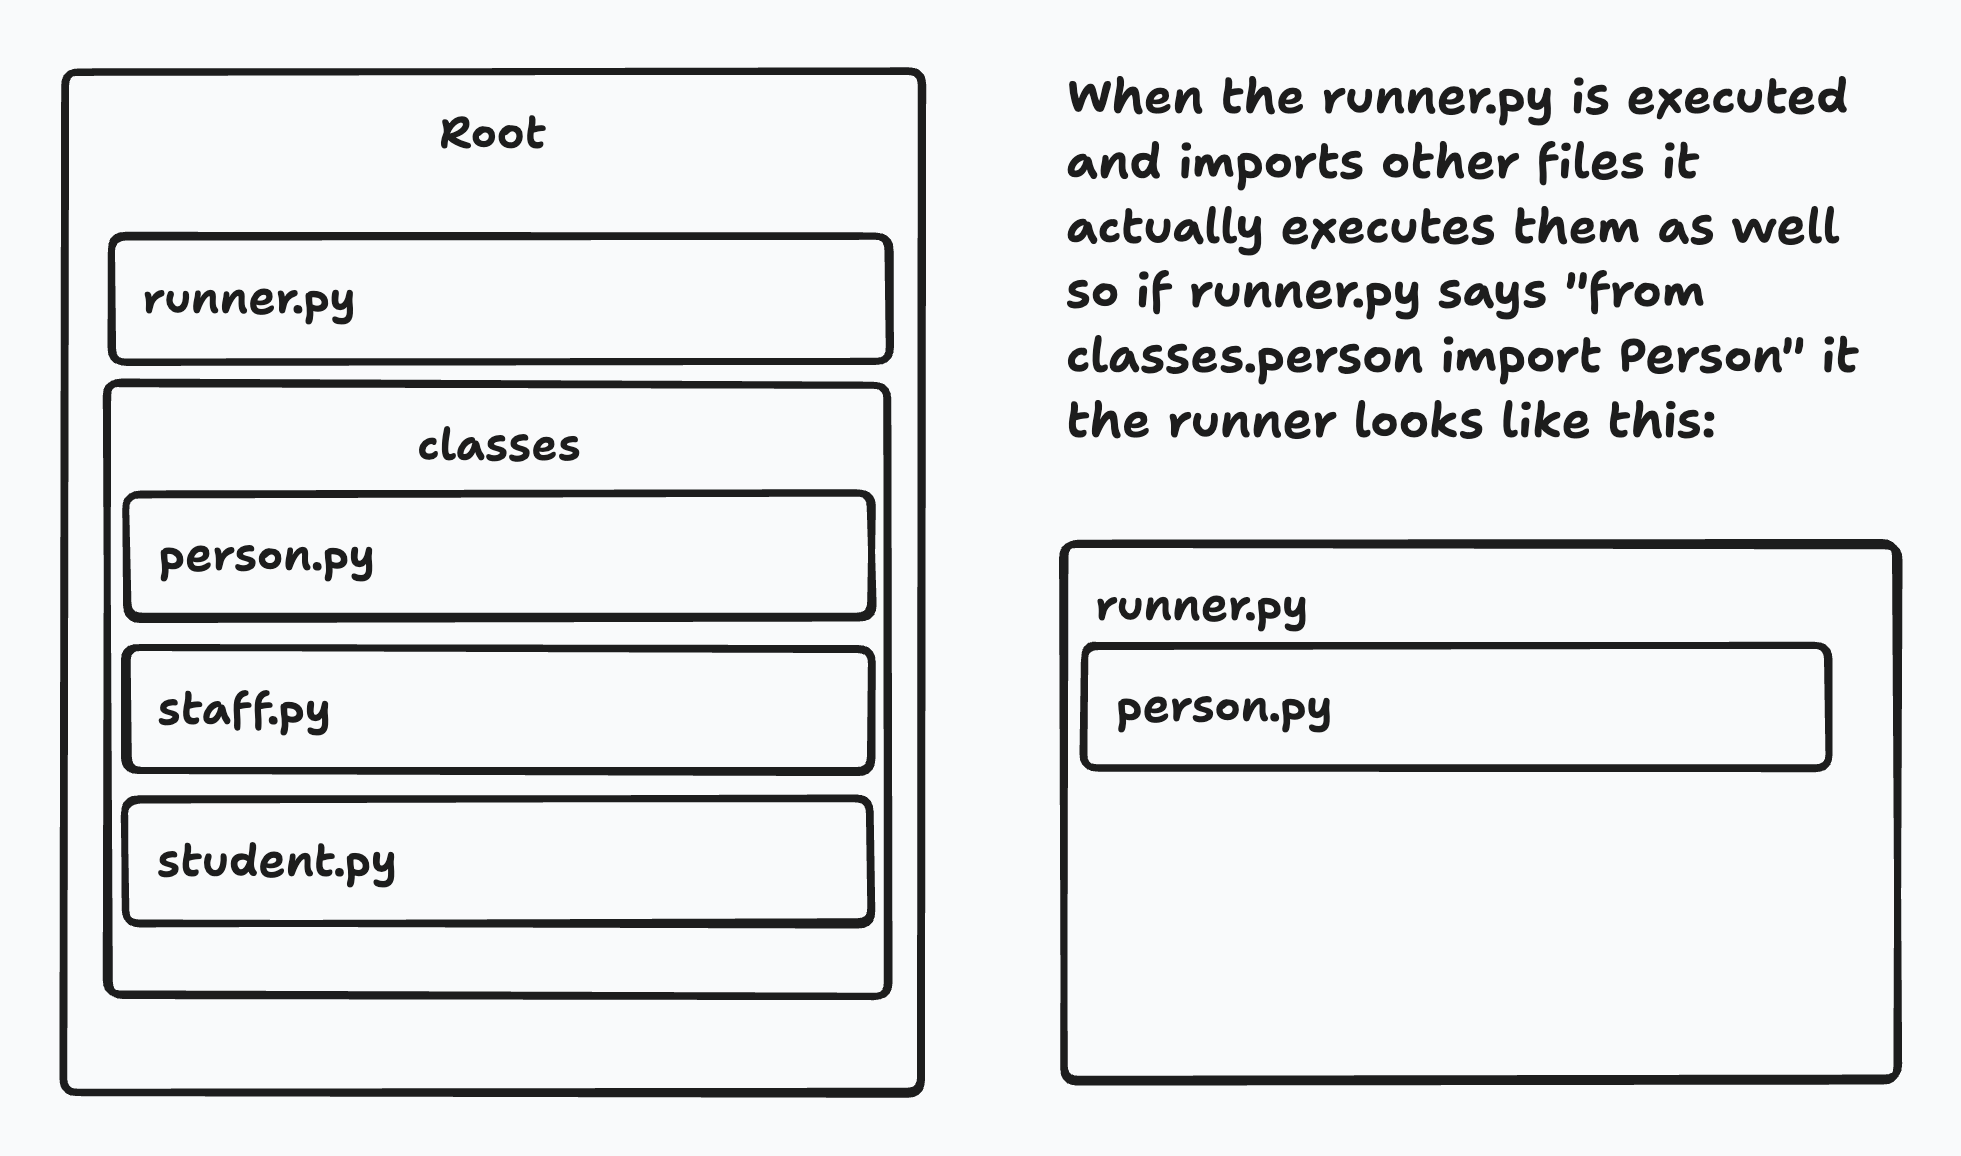 Root
runner.py
classes
person.py
staff.py
student.py
When the runner.py is executed
and imports other files it
actually executes them as well
so if runner.py says "from
classes.person import Person" it
the runner looks like this:
runner.py
person.py